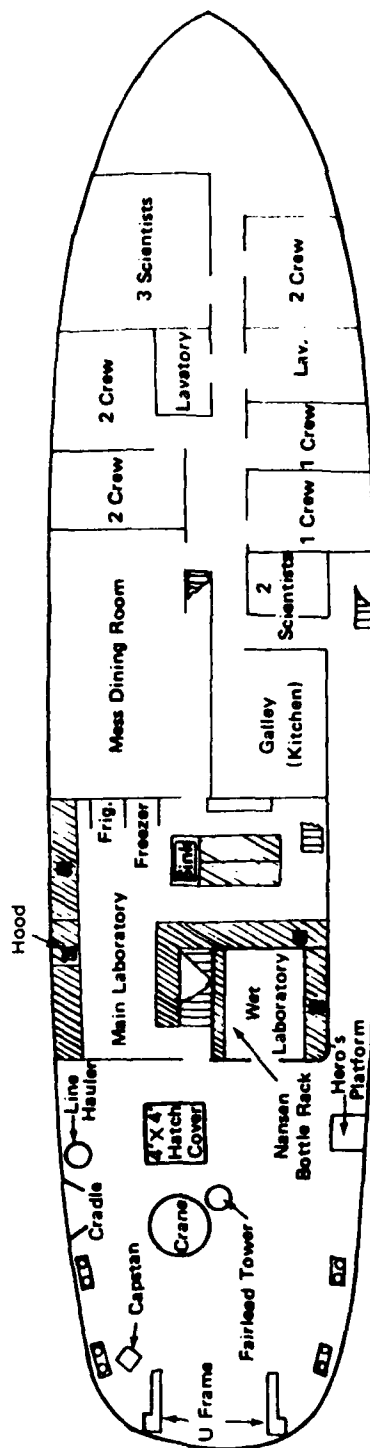 Hood
3 Scientists
2 Crew
Lavatory
2 Crew
Mess Dining Room
Frig.
Freezer
Sink
Main Laboratory
Line
Hauler
Cradle
Capstan
4' X 4'
Hatch
Cover
Crane
Fairlead Tower
U Frame
2 Crew
Lav.
1 Crew
1 Crew
2
Scientists
Galley
(Kitchen)
Wet
Laboratory
Nansen
Bottle Rack
Hero's
Platform